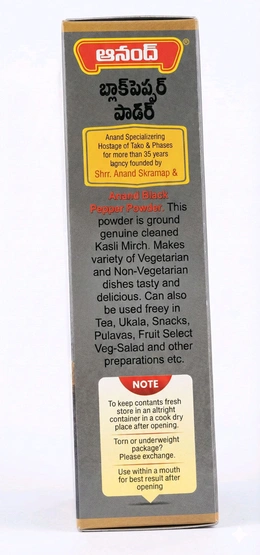 ఆనంద్
బ్లాక్‌పెప్పర్
పౌడర్
Anand Specializering
Hostage of Tako & Phases
for more than 35 years
lagncy founded by
Shrr. Anand Skramap &
Anand Black
Pepper Powder. This
powder is ground
genuine cleaned
Kasli Mirch. Makes
variety of Vegetarian
and Non-Vegetarian
dishes tasty and
delicious. Can also
be used freey in
Tea, Ukala, Snacks,
Pulavas, Fruit Select
Veg-Salad and other
preparations etc.
NOTE
To keep contants fresh
store in an altright
container in a cook dry
place after opening.
Torn or underweight
package?
Please exchange.
Use within a mouth
for best result after
opening